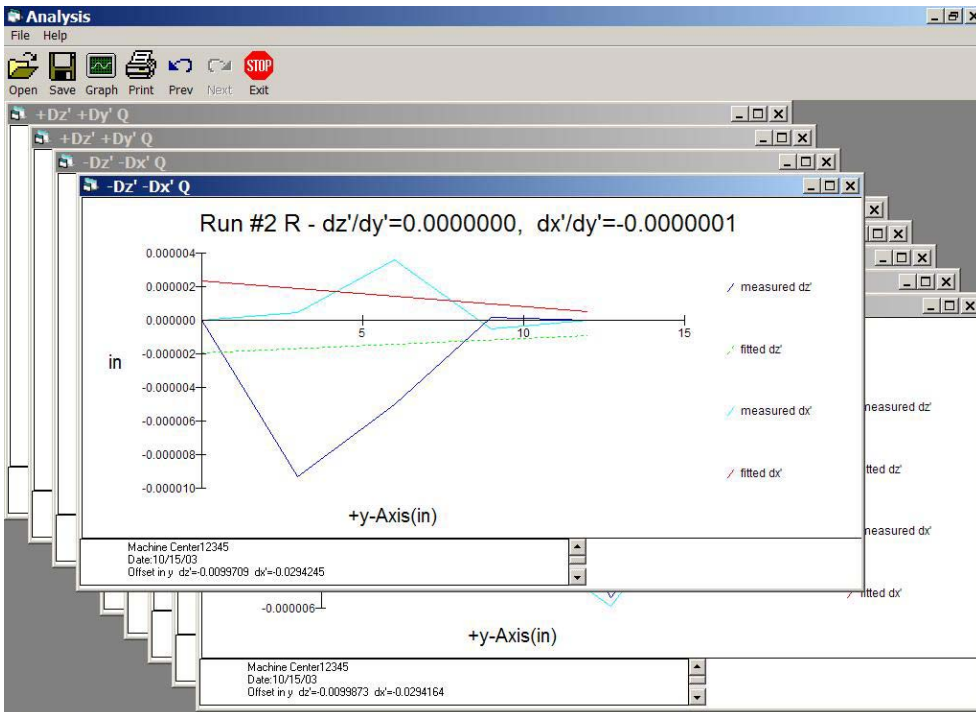 Analysis
File Help
Open Save Graph Print Prev Next Exit
+Dz' +Dy' Q
+Dz' +Dy' Q
-Dz' -Dx' Q
-Dz' -Dx' Q
Run #2 R - dz'/dy'=0.0000000, dx'/dy'=-0.0000001
0.000004
0.000002
0.000000
-0.000002
-0.000004
-0.000006
-0.000008
-0.000010
in
5 10 15
+y-Axis(in)
measured dz'
fitted dz'
measured dx'
fitted dx'
Machine Center12345
Date:10/15/03
Offset in y dz'=-0.0099709 dx'=-0.0294245
measured dz'
fitted dz'
measured dx'
fitted dx'
-0.000006
+y-Axis(in)
Machine Center12345
Date:10/15/03
Offset in y dz'=-0.0099873 dx'=-0.0294164